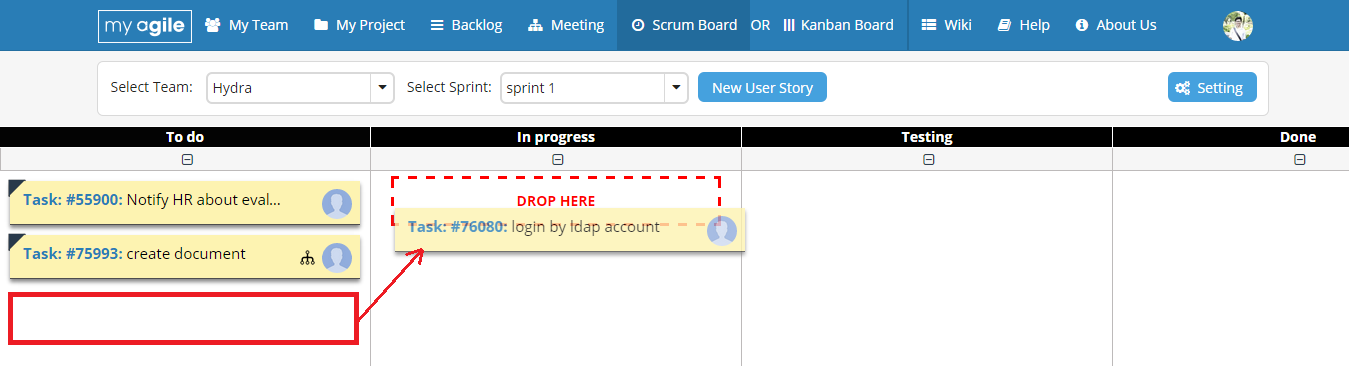 my agile My Team My Project Backlog Meeting Scrum Board OR Kanban Board Wiki Help About Us
Select Team: Hydra Select Sprint: sprint 1 New User Story Setting
To do In progress Testing Done
Task: #55900: Notify HR about eval...
DROP HERE
Task: #76080: login by ldap account
Task: #75993: create document